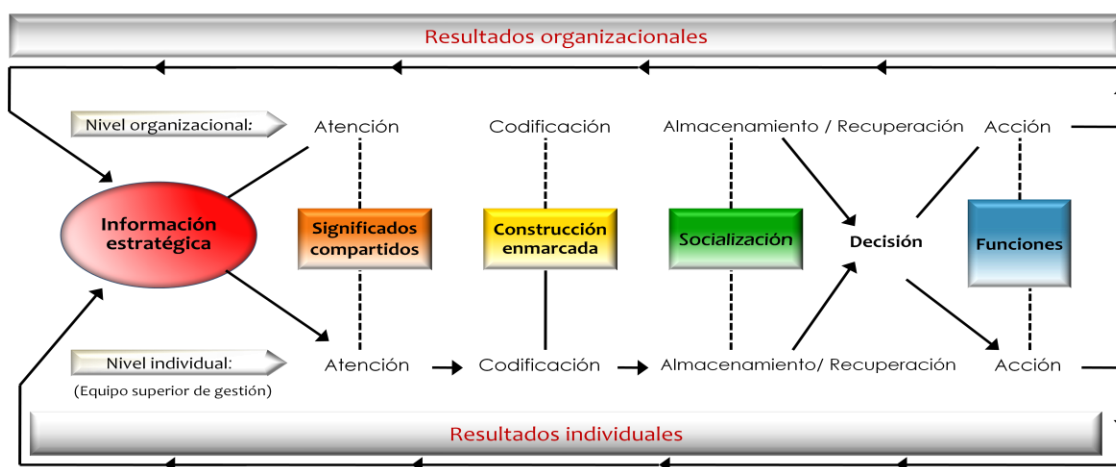 Resultados organizacionales
Nivel organizacional:
Atención
Codificación
Almacenamiento / Recuperación
Acción
Información
estratégica
Significados
compartidos
Construcción
enmarcada
Socialización
Decisión
Funciones
Nivel individual:
(Equipo superior de gestión)
Atención
Codificación
Almacenamiento/ Recuperación
Acción
Resultados individuales